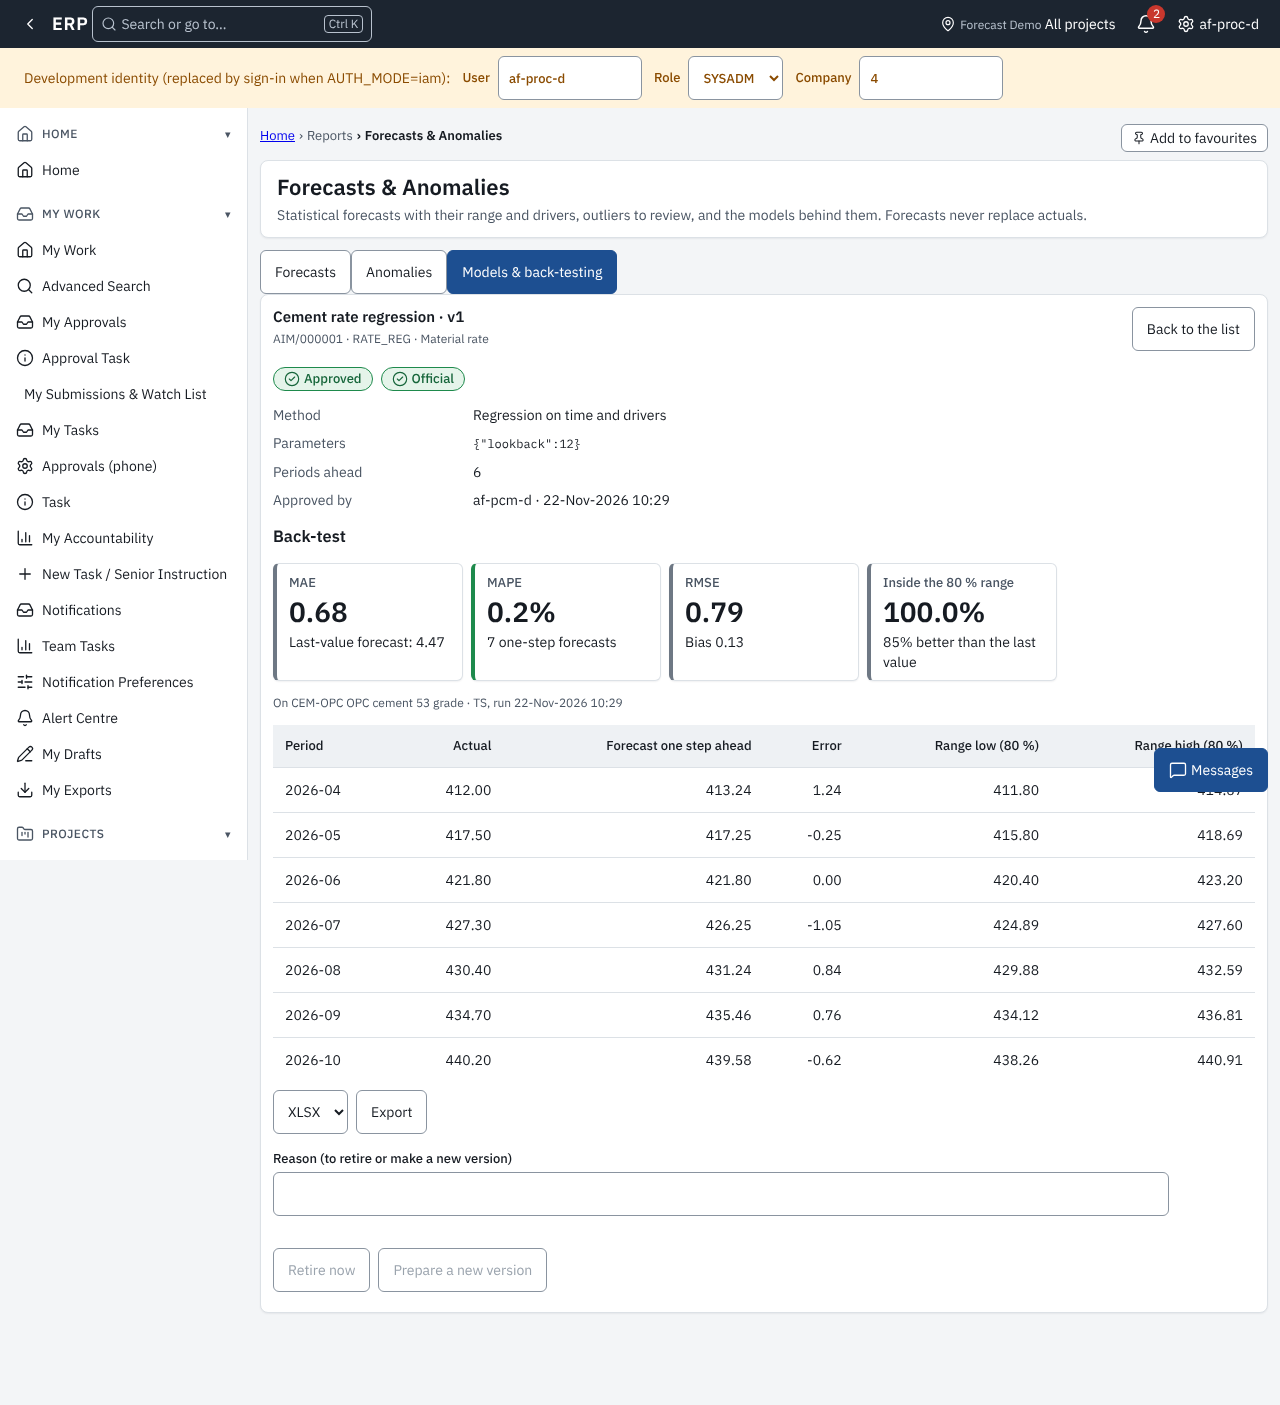 ERP
Search or go to...
Ctrl K
Forecast Demo All projects
2
af-proc-d
Development identity (replaced by sign-in when AUTH_MODE=iam):
User
af-proc-d
Role
SYSADM
Company
4
HOME
Home
MY WORK
My Work
Advanced Search
My Approvals
Approval Task
My Submissions & Watch List
My Tasks
Approvals (phone)
Task
My Accountability
New Task / Senior Instruction
Notifications
Team Tasks
Notification Preferences
Alert Centre
My Drafts
My Exports
PROJECTS
Home › Reports › Forecasts & Anomalies
Add to favourites
Forecasts & Anomalies
Statistical forecasts with their range and drivers, outliers to review, and the models behind them. Forecasts never replace actuals.
Forecasts
Anomalies
Models & back-testing
Cement rate regression · v1
AIM/000001 · RATE_REG · Material rate
Back to the list
Approved
Official
Method Regression on time and drivers
Parameters {"lookback":12}
Periods ahead 6
Approved by af-pcm-d · 22-Nov-2026 10:29
Back-test
MAE
0.68
Last-value forecast: 4.47
MAPE
0.2%
7 one-step forecasts
RMSE
0.79
Bias 0.13
Inside the 80 % range
100.0%
85% better than the last
value
On CEM-OPC OPC cement 53 grade · TS, run 22-Nov-2026 10:29
Period Actual Forecast one step ahead Error Range low (80 %) Range high (80 %)
2026-04 412.00 413.24 1.24 411.80
2026-05 417.50 417.25 -0.25 415.80 418.69
2026-06 421.80 421.80 0.00 420.40 423.20
2026-07 427.30 426.25 -1.05 424.89 427.60
2026-08 430.40 431.24 0.84 429.88 432.59
2026-09 434.70 435.46 0.76 434.12 436.81
2026-10 440.20 439.58 -0.62 438.26 440.91
Messages
XLSX
Export
Reason (to retire or make a new version)
Retire now
Prepare a new version